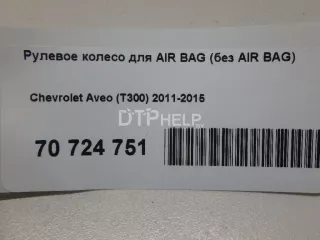 Рулевое колесо для AIR BAG (без AIR BAG)
Chevrolet Aveo (T300) 2011-2015
DTPHELP
70 724 751